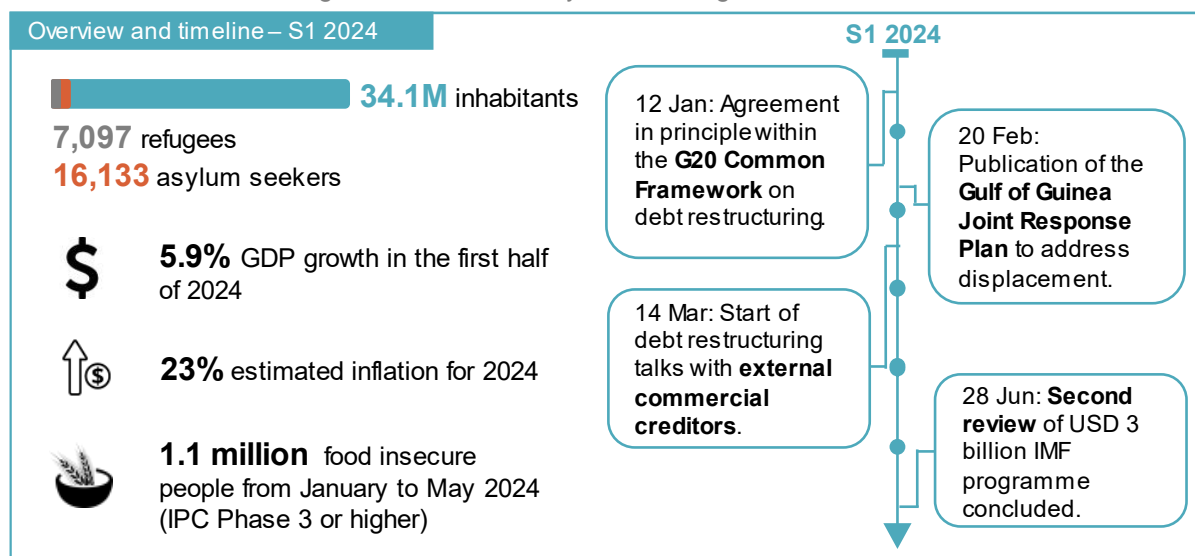 Overview and timeline – S1 2024
34.1M inhabitants
7,097 refugees
16,133 asylum seekers
$
5.9% GDP growth in the first half
of 2024
$
23% estimated inflation for 2024
1.1 million food insecure
people from January to May 2024
(IPC Phase 3 or higher)
S1 2024
12 Jan: Agreement
in principle within
the G20 Common
Framework on
debt restructuring.
20 Feb:
Publication of the
Gulf of Guinea
Joint Response
Plan to address
displacement.
14 Mar: Start of
debt restructuring
talks with external
commercial
creditors.
28 Jun: Second
review of USD 3
billion IMF
programme
concluded.